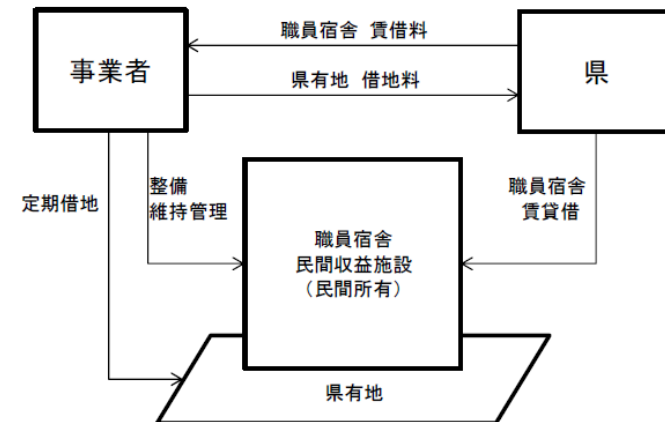 職員宿舎 賃借料
事業者
県
県有地 借地料
定期借地
整備
維持管理
職員宿舎
賃貸借
職員宿舎
民間収益施設
（民間所有）
県有地